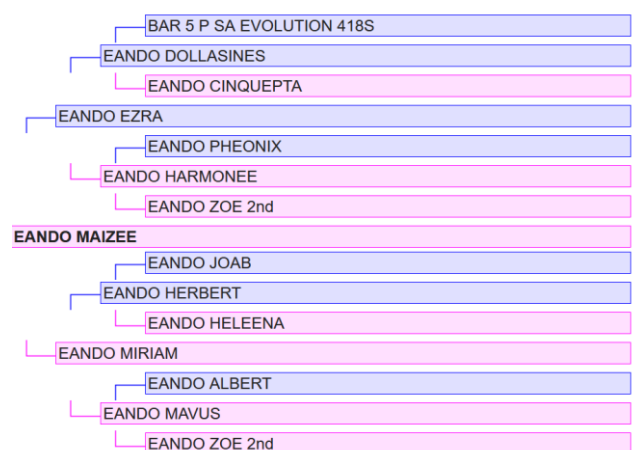 BAR 5 P SA EVOLUTION 418S
EANDO DOLLASINES
EANDO CINQUEPTA
EANDO EZRA
EANDO PHEONIX
EANDO HARMONEE
EANDO ZOE 2nd
EANDO MAIZEE
EANDO JOAB
EANDO HERBERT
EANDO HELEENA
EANDO MIRIAM
EANDO ALBERT
EANDO MAVUS
EANDO ZOE 2nd